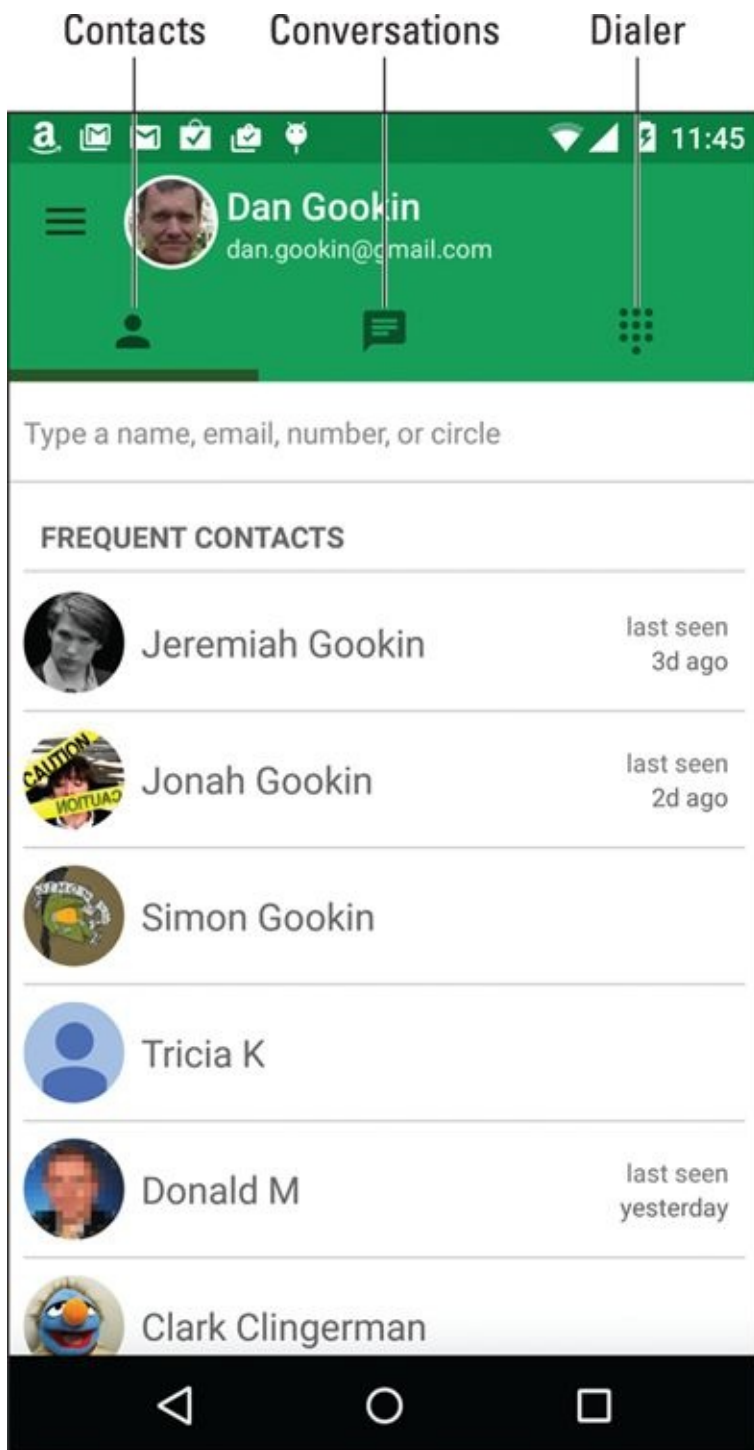 Contacts Conversations Dialer
a 11:45
Dan Gookin
dan.gookin@gmail.com
Type a name, email, number, or circle
FREQUENT CONTACTS
Jeremiah Gookin
last seen
3d ago
CAUTION
CAUTION
Jonah Gookin
last seen
2d ago
Simon Gookin
Tricia K
Donald M
last seen
yesterday
Clark Clingerman